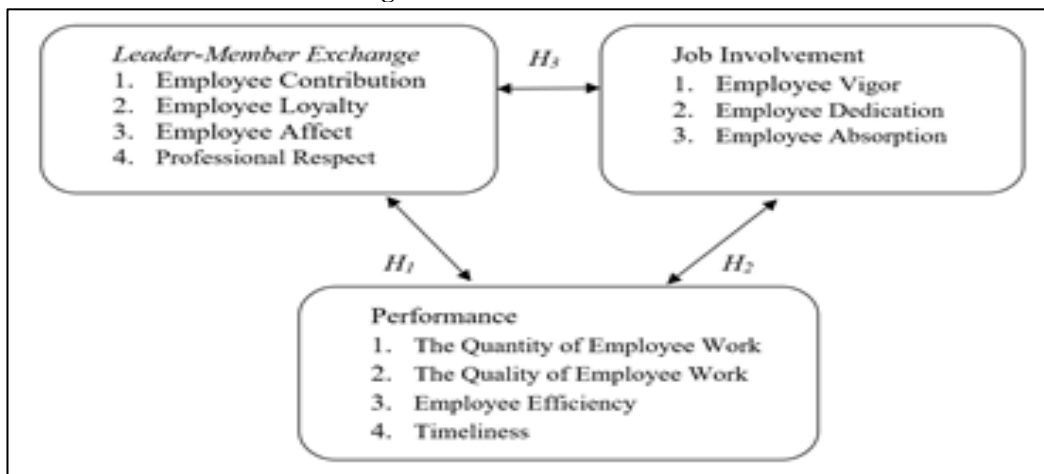 Leader-Member Exchange
1. Employee Contribution
2. Employee Loyalty
3. Employee Affect
4. Professional Respect
H3
Job Involvement
1. Employee Vigor
2. Employee Dedication
3. Employee Absorption
H1
H2
Performance
1. The Quantity of Employee Work
2. The Quality of Employee Work
3. Employee Efficiency
4. Timeliness